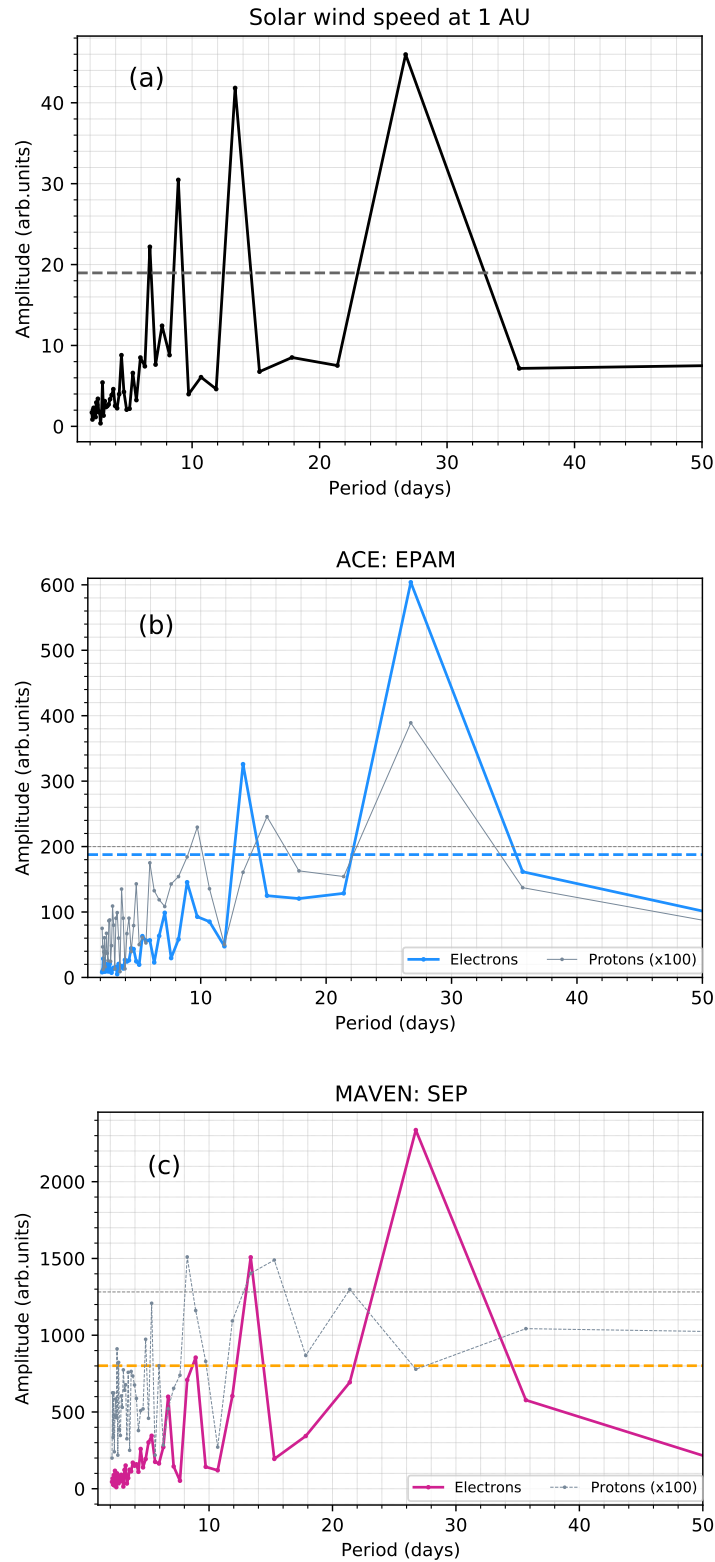 Solar wind speed at 1 AU
(a)
Amplitude (arb.units)
40
30
20
10
0
10 20 30 40 50
Period (days)
ACE: EPAM
(b)
Amplitude (arb.units)
600
500
400
300
200
100
0
Electrons Protons (x100)
10 20 30 40 50
Period (days)
MAVEN: SEP
(c)
Amplitude (arb.units)
2000
1500
1000
500
0
Electrons Protons (x100)
10 20 30 40 50
Period (days)